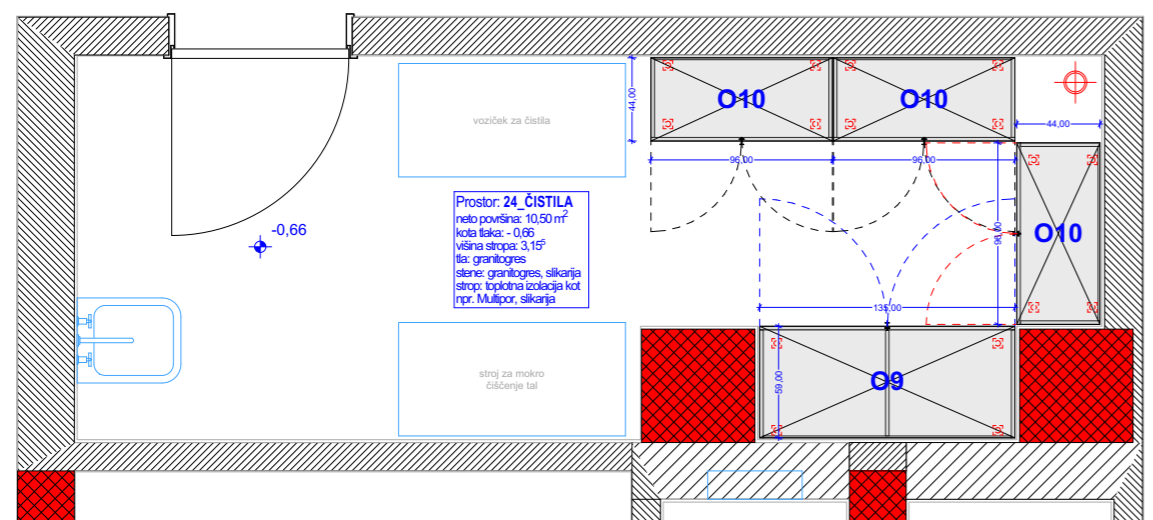 O10
O10
44,00
44,00
voziček za čistila
96,00
96,00
Prostor: 24_ČISTILA
neto površina: 10,50 m²
kota tlaka: - 0,66
višina stropa: 3,15⁵
tla: granitogres
stene: granitogres, slikarija
strop: toplotna izolacija kot
npr. Multipor, slikarija
-0,66
O10
96,00
135,00
stroj za mokro
čiščenje tal
59,00
O9